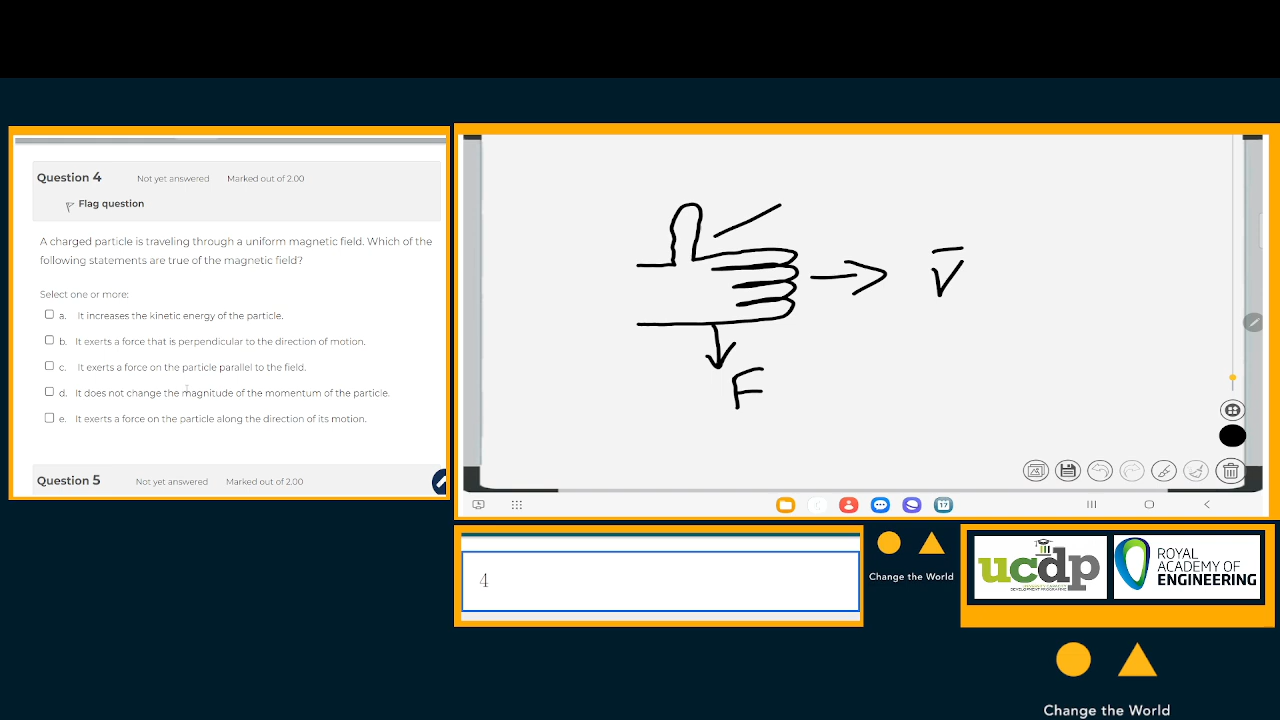 Question 4 Not yet answered Marked out of 2.00
Flag question
A charged particle is traveling through a uniform magnetic field. Which of the
following statements are true of the magnetic field?
Select one or more:
a. It increases the kinetic energy of the particle.
b. It exerts a force that is perpendicular to the direction of motion.
c. It exerts a force on the particle parallel to the field.
d. It does not change the magnitude of the momentum of the particle.
e. It exerts a force on the particle along the direction of its motion.
Question 5 Not yet answered Marked out of 2.00
V
F
17
4
Change the World
ucdp
ROYAL
ACADEMY OF
ENGINEERING
Change the World